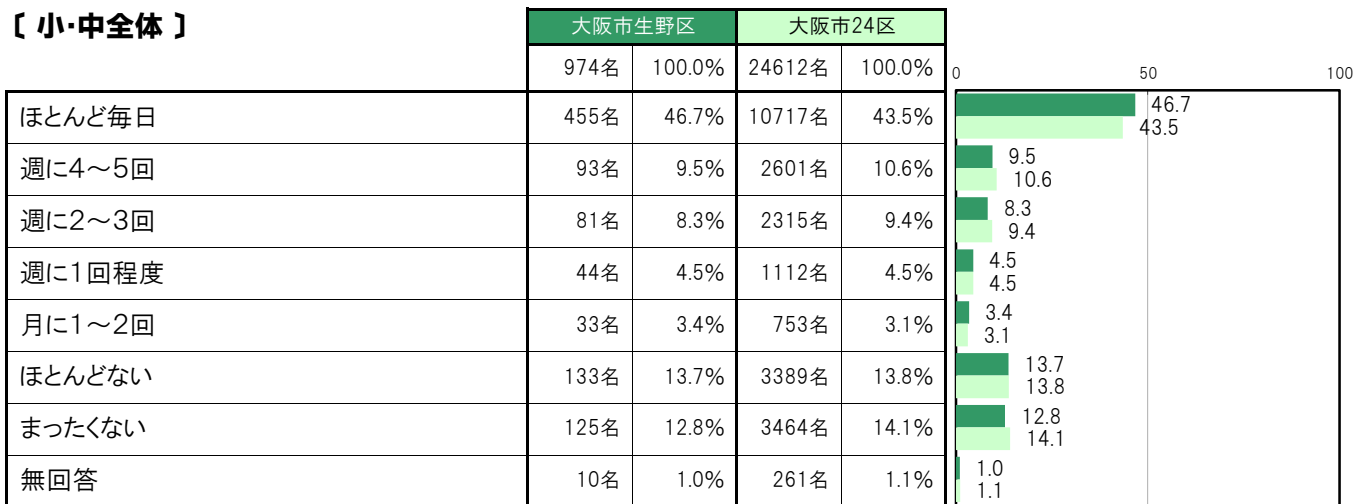 〔 小・中全体 〕
大阪市生野区 大阪市24区
974名 100.0% 24612名 100.0%
0 50 100
ほとんど毎日 455名 46.7% 10717名 43.5% 46.7
43.5
週に4～5回 93名 9.5% 2601名 10.6% 9.5
10.6
週に2～3回 81名 8.3% 2315名 9.4% 8.3
9.4
週に1回程度 44名 4.5% 1112名 4.5% 4.5
4.5
月に1～2回 33名 3.4% 753名 3.1% 3.4
3.1
ほとんどない 133名 13.7% 3389名 13.8% 13.7
13.8
まったくない 125名 12.8% 3464名 14.1% 12.8
14.1
無回答 10名 1.0% 261名 1.1% 1.0
1.1